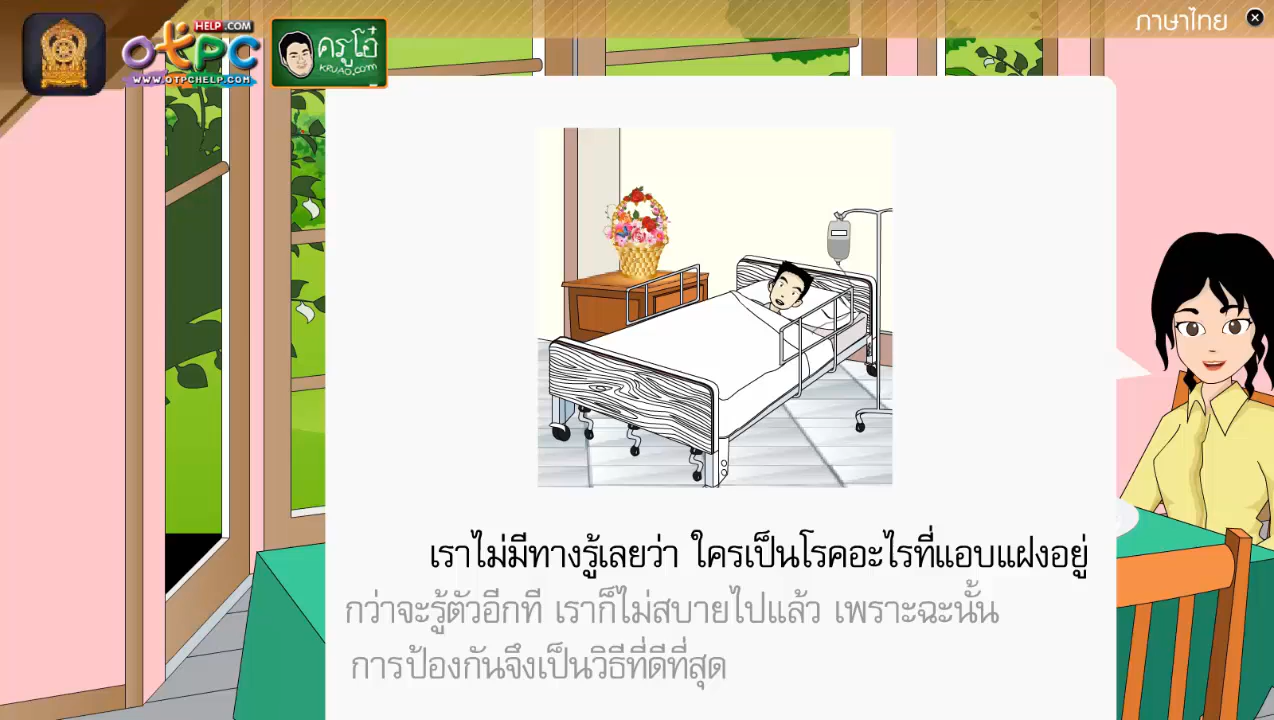 ภาษาไทย
HELP.COM
OTPC
WWW.OTPCHELP.COM
ครูโอ๋
KRUAO.COM
เราไม่มีทางรู้เลยว่า ใครเป็นโรคอะไรที่แอบแฝงอยู่
กว่าจะรู้ตัวอีกที เราก็ไม่สบายไปแล้ว เพราะฉะนั้น
การป้องกันจึงเป็นวิธีที่ดีที่สุด